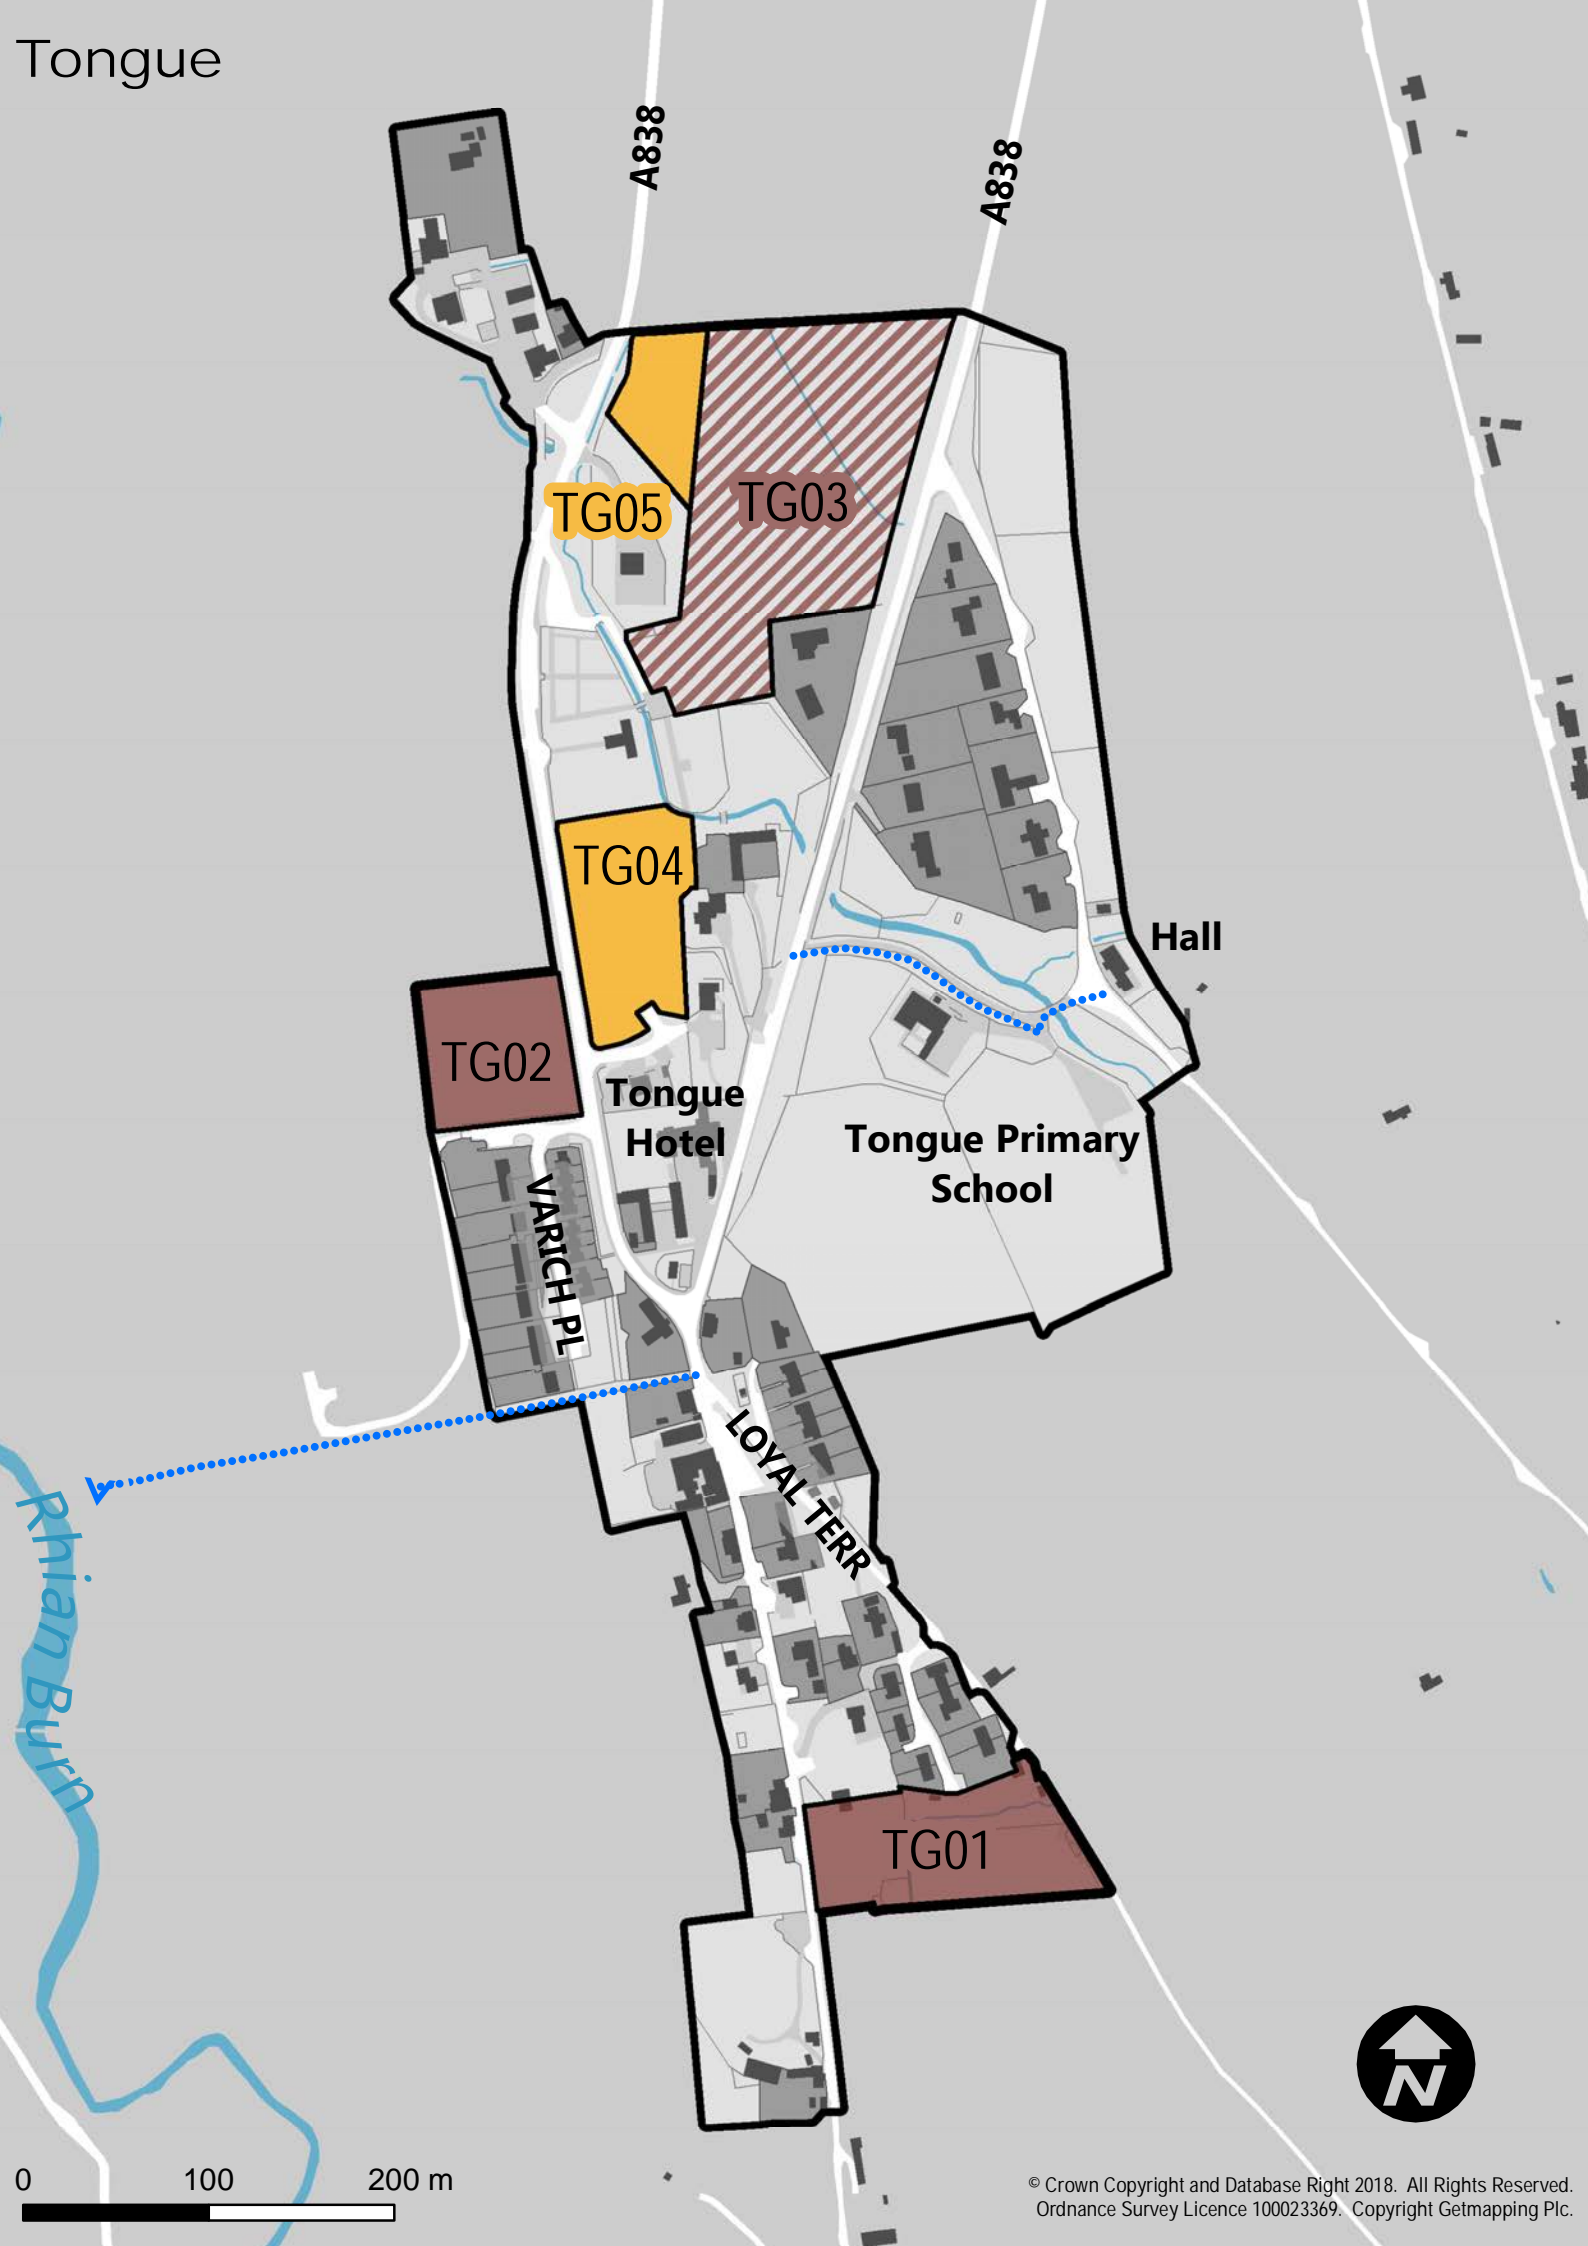 Tongue
A838
A838
TG05
TG03
TG04
Hall
TG02
Tongue
Hotel
Tongue Primary
School
VARICH PL
LOYAL TERR
Rhian Burn
TG01
N
0 100 200 m
© Crown Copyright and Database Right 2018. All Rights Reserved.
Ordnance Survey Licence 100023369. Copyright Getmapping Plc.